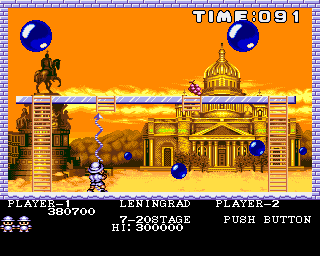 TIME:091
PLAYER-1 LENINGRAD PLAYER-2
380700
7-20STAGE PUSH BUTTON
HI: 300000